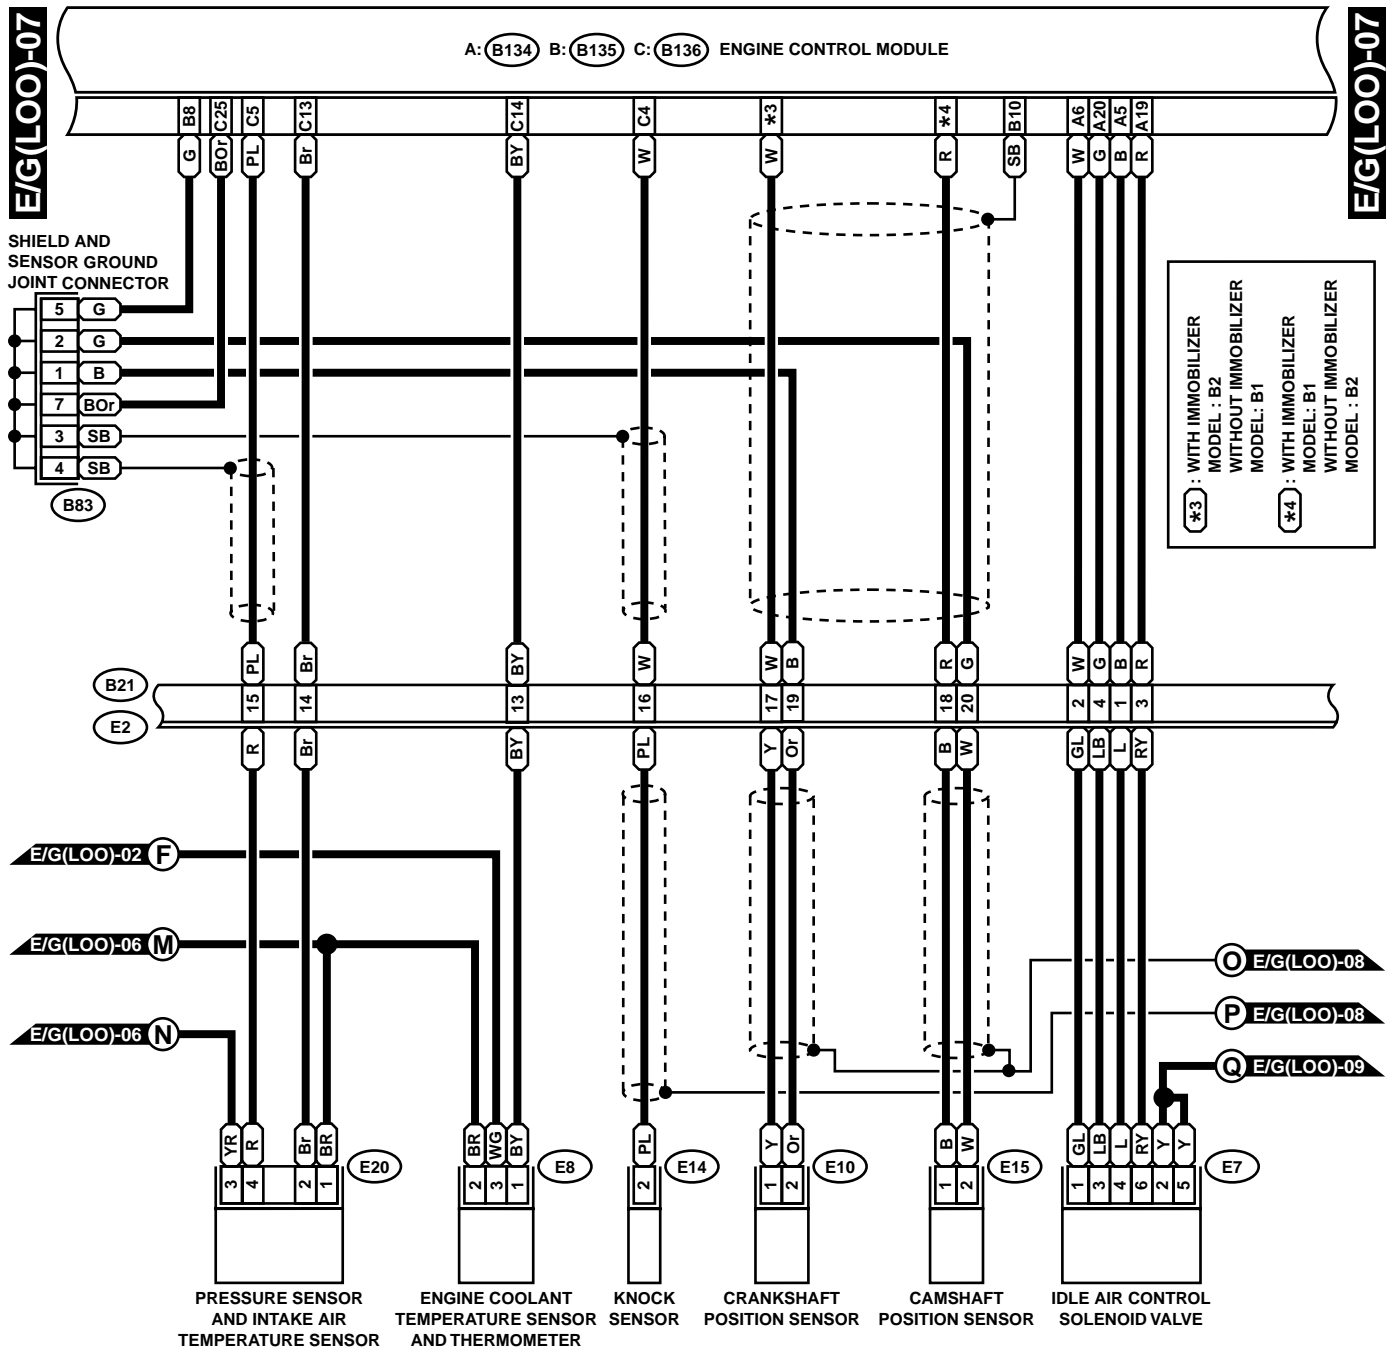 E/G(LOO)-07
E/G(LOO)-07
A: B134 B: B135 C: B136 ENGINE CONTROL MODULE
B8 C25 C5 C13 C14 C4 *3 *4 B10 A6 A20 A5 A19
G BOr PL Br BY W W R SB W G B R
SHIELD AND
SENSOR GROUND
JOINT CONNECTOR
5 G
2 G
1 B
7 BOr
3 SB
4 SB
B83
*3 : WITH IMMOBILIZER
MODEL : B2
WITHOUT IMMOBILIZER
MODEL: B1
*4 : WITH IMMOBILIZER
MODEL: B1
WITHOUT IMMOBILIZER
MODEL : B2
PL Br BY W W B R G W G B R
B21
15 14 13 16 17 19 18 20 2 4 1 3
E2
R Br BY PL Y Or B W GL LB L RY
E/G(LOO)-02 F
E/G(LOO)-06 M
O E/G(LOO)-08
P E/G(LOO)-08
E/G(LOO)-06 N
Q E/G(LOO)-09
YR R Br BR BR WG BY PL Y Or B W GL LB L RY Y Y
E20 E8 E14 E10 E15 E7
3 4 2 1 2 3 1 2 1 2 1 2 1 3 4 6 2 5
PRESSURE SENSOR
AND INTAKE AIR
TEMPERATURE SENSOR
ENGINE COOLANT
TEMPERATURE SENSOR
AND THERMOMETER
KNOCK
SENSOR
CRANKSHAFT
POSITION SENSOR
CAMSHAFT
POSITION SENSOR
IDLE AIR CONTROL
SOLENOID VALVE